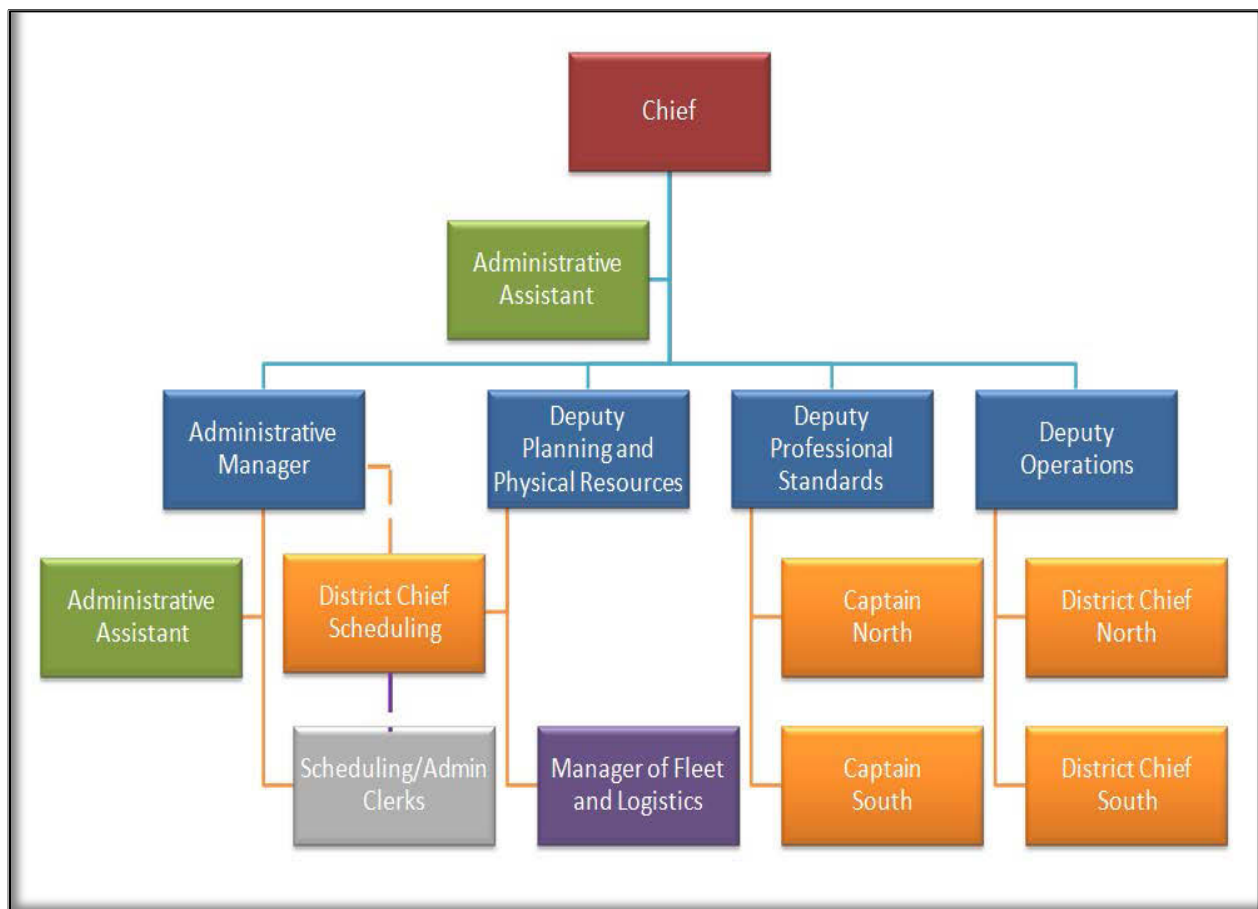 Chief
Administrative
Assistant
Administrative
Manager
Deputy
Planning and
Physical Resources
Deputy
Professional
Standards
Deputy
Operations
Administrative
Assistant
District Chief
Scheduling
Captain
North
District Chief
North
Scheduling/Admin
Clerks
Manager of Fleet
and Logistics
Captain
South
District Chief
South